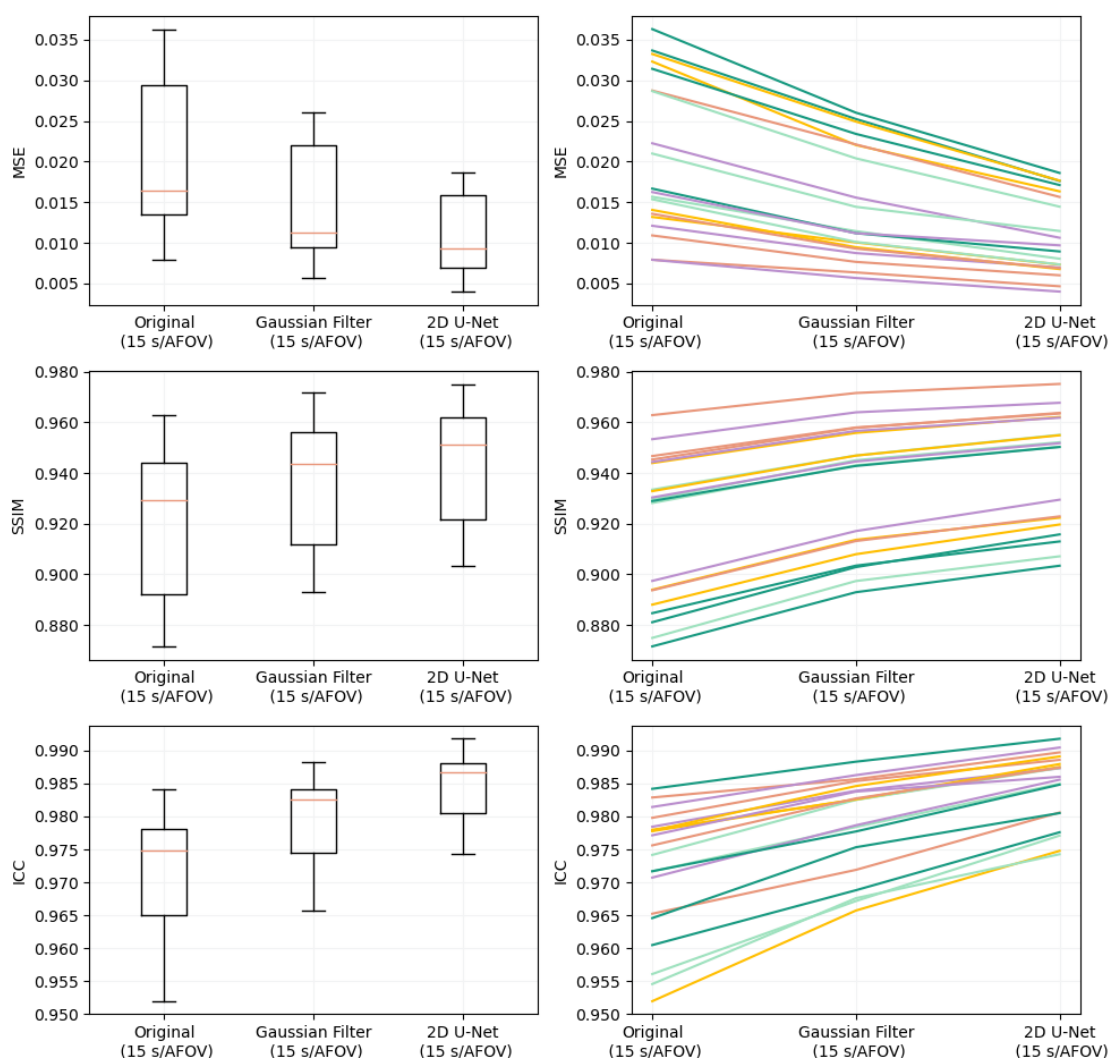 0.035
0.030
0.025
0.020
0.015
0.010
0.005
MSE
Original Gaussian Filter 2D U-Net
(15 s/AFOV) (15 s/AFOV) (15 s/AFOV)
0.035
0.030
0.025
0.020
0.015
0.010
0.005
MSE
Original Gaussian Filter 2D U-Net
(15 s/AFOV) (15 s/AFOV) (15 s/AFOV)
0.980
0.960
0.940
0.920
0.900
0.880
SSIM
Original Gaussian Filter 2D U-Net
(15 s/AFOV) (15 s/AFOV) (15 s/AFOV)
0.980
0.960
0.940
0.920
0.900
0.880
SSIM
Original Gaussian Filter 2D U-Net
(15 s/AFOV) (15 s/AFOV) (15 s/AFOV)
0.990
0.985
0.980
0.975
0.970
0.965
0.960
0.955
0.950
ICC
Original Gaussian Filter 2D U-Net
(15 s/AFOV) (15 s/AFOV) (15 s/AFOV)
0.990
0.985
0.980
0.975
0.970
0.965
0.960
0.955
0.950
ICC
Original Gaussian Filter 2D U-Net
(15 s/AFOV) (15 s/AFOV) (15 s/AFOV)